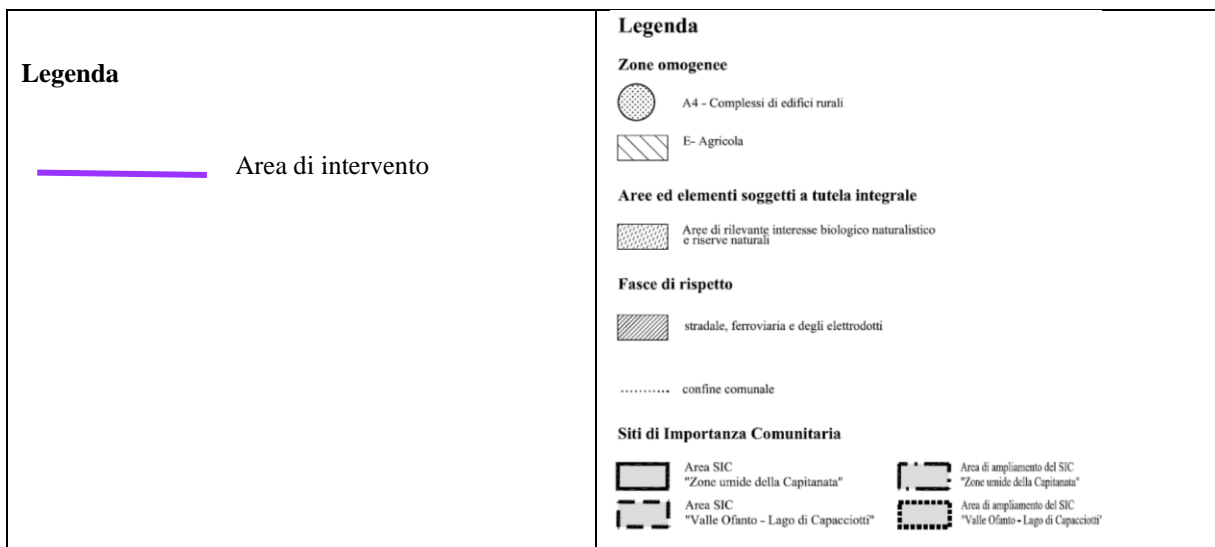 Legenda
Area di intervento
Legenda
Zone omogenee
A4 - Complessi di edifici rurali
E- Agricola
Aree ed elementi soggetti a tutela integrale
Aree di rilevante interesse biologico naturalistico
e riserve naturali
Fasce di rispetto
stradale, ferroviaria e degli elettrodotti
confine comunale
Siti di Importanza Comunitaria
Area SIC
"Zone umide della Capitanata"
Area SIC
"Valle Ofanto - Lago di Capacciotti"
Area di ampliamento del SIC
"Zone umide della Capitanata"
Area di ampliamento del SIC
"Valle Ofanto - Lago di Capacciotti"